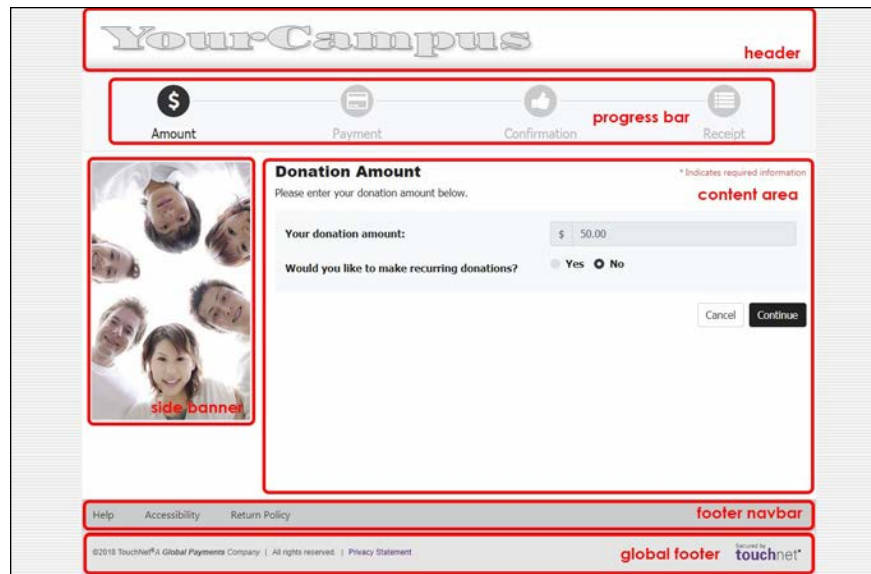 YourCampus
header
$
progress bar
Amount
Payment
Confirmation
Receipt
Donation Amount
* Indicates required information
Please enter your donation amount below.
content area
Your donation amount:
$ 50.00
Would you like to make recurring donations?
Yes No
Cancel Continue
side banner
Help Accessibility Return Policy
footer navbar
©2018 TouchNet® A Global Payments Company | All rights reserved. | Privacy Statement
global footer
Secured by
touchnet®